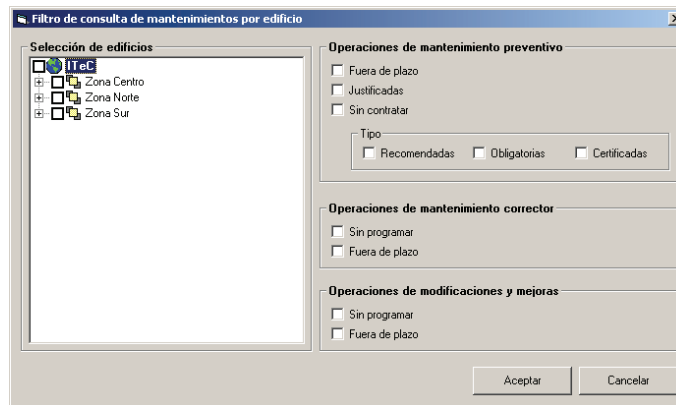 Filtro de consulta de mantenimientos por edificio
Selección de edificios
ITeC
Zona Centro
Zona Norte
Zona Sur
Operaciones de mantenimiento preventivo
Fuera de plazo
Justificadas
Sin contratar
Tipo
Recomendadas Obligatorias Certificadas
Operaciones de mantenimiento corrector
Sin programar
Fuera de plazo
Operaciones de modificaciones y mejoras
Sin programar
Fuera de plazo
Aceptar Cancelar